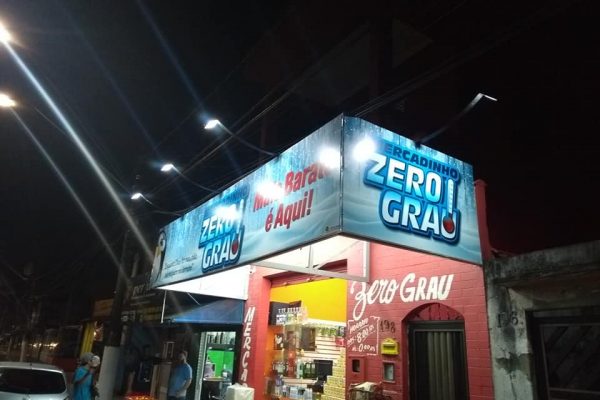 ERCADINHO
ZERO
GRAU
ZERO
GRAU
Mais Barato
é Aqui!
Zero GRAU
198
MERCA